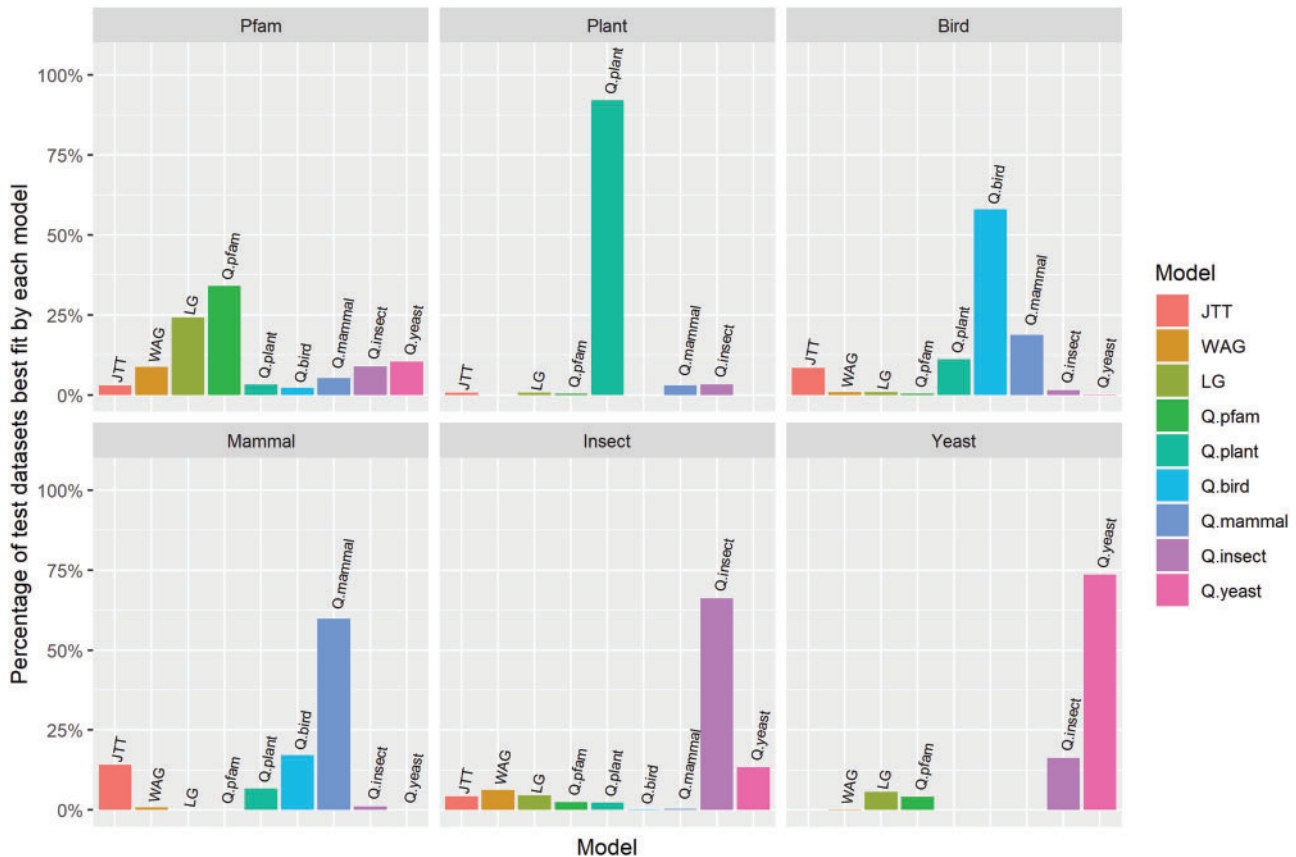 Pfam
Plant
Bird
Percentage of test datasets best fit by each model
100%
75%
50%
25%
0%
JTT
WAG
LG
Q.pfam
Q.plant
Q.bird
Q.mammal
Q.insect
Q.yeast
JTT
LG
Q.pfam
Q.plant
Q.mammal
Q.insect
JTT
WAG
LG
Q.pfam
Q.plant
Q.bird
Q.mammal
Q.insect
Q.yeast
Mammal
Insect
Yeast
100%
75%
50%
25%
0%
JTT
WAG
LG
Q.pfam
Q.plant
Q.bird
Q.mammal
Q.insect
Q.yeast
JTT
WAG
LG
Q.pfam
Q.plant
Q.bird
Q.mammal
Q.insect
Q.yeast
WAG
LG
Q.pfam
Q.insect
Q.yeast
Model
Model
JTT
WAG
LG
Q.pfam
Q.plant
Q.bird
Q.mammal
Q.insect
Q.yeast